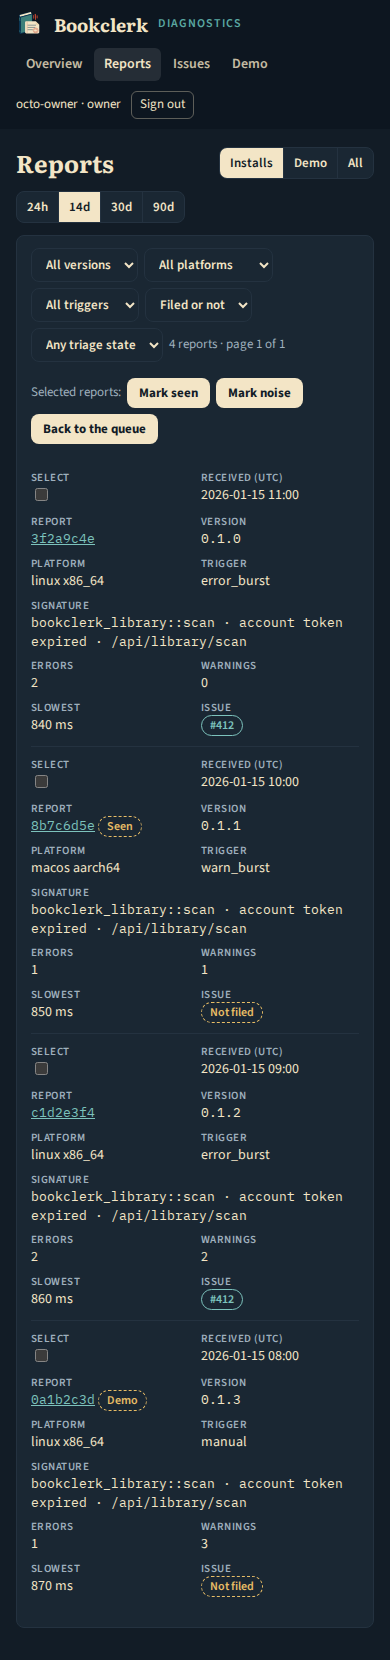 Bookclerk DIAGNOSTICS
Overview Reports Issues Demo
octo-owner · owner Sign out
Reports Installs Demo All
24h 14d 30d 90d
All versions All platforms
All triggers Filed or not
Any triage state 4 reports · page 1 of 1
Selected reports: Mark seen Mark noise
Back to the queue
SELECT RECEIVED (UTC)
2026-01-15 11:00
REPORT VERSION
3f2a9c4e 0.1.0
PLATFORM TRIGGER
linux x86_64 error_burst
SIGNATURE
bookclerk_library::scan · account token
expired · /api/library/scan
ERRORS WARNINGS
2 0
SLOWEST ISSUE
840 ms #412
SELECT RECEIVED (UTC)
2026-01-15 10:00
REPORT VERSION
8b7c6d5e Seen 0.1.1
PLATFORM TRIGGER
macos aarch64 warn_burst
SIGNATURE
bookclerk_library::scan · account token
expired · /api/library/scan
ERRORS WARNINGS
1 1
SLOWEST ISSUE
850 ms Not filed
SELECT RECEIVED (UTC)
2026-01-15 09:00
REPORT VERSION
c1d2e3f4 0.1.2
PLATFORM TRIGGER
linux x86_64 error_burst
SIGNATURE
bookclerk_library::scan · account token
expired · /api/library/scan
ERRORS WARNINGS
2 2
SLOWEST ISSUE
860 ms #412
SELECT RECEIVED (UTC)
2026-01-15 08:00
REPORT VERSION
0a1b2c3d Demo 0.1.3
PLATFORM TRIGGER
linux x86_64 manual
SIGNATURE
bookclerk_library::scan · account token
expired · /api/library/scan
ERRORS WARNINGS
1 3
SLOWEST ISSUE
870 ms Not filed